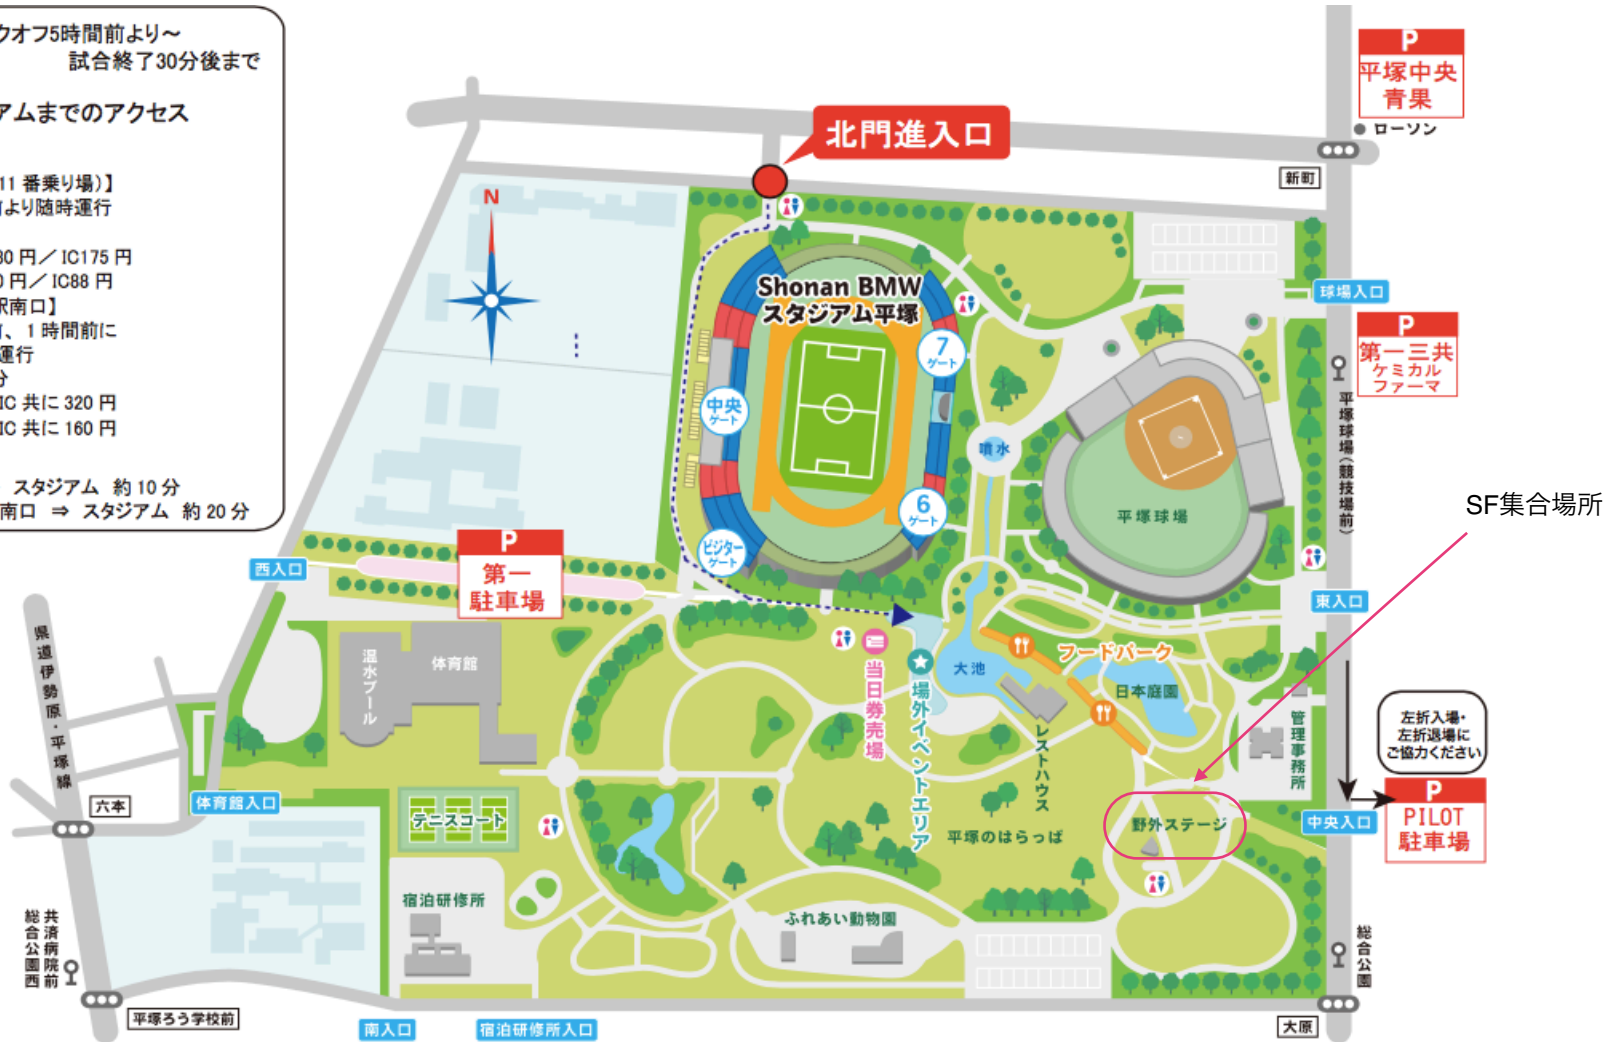 クオフ5時間前より～
試合終了30分後まで
アムまでのアクセス
11 番乗り場)】
より随時運行
80 円／IC175 円
0 円／IC88 円
駅南口】
、1 時間前に
運行
分
IC 共に 320 円
IC 共に 160 円
スタジアム 約 10 分
南口 ⇒ スタジアム 約 20 分
N
北門進入口
P
平塚中央
青果
ローソン
新町
球場入口
P
第一三共
ケミカル
ファーマ
平塚球場(競技場前)
Shonan BMW
スタジアム平塚
7
ゲート
中央
ゲート
6
ゲート
ビジター
ゲート
噴水
平塚球場
SF集合場所
西入口
P
第一
駐車場
東入口
県道伊勢原・平塚線
温水プール
体育館
当日券売場
場外イベントエリア
大池
フードパーク
日本庭園
レストハウス
管理事務所
左折入場・
左折退場に
ご協力ください
P
PILOT
駐車場
中央入口
六本
体育館入口
テニスコート
平塚のはらっぱ
野外ステージ
宿泊研修所
ふれあい動物園
共済病院前
総合公園西
総合公園
平塚ろう学校前
南入口
宿泊研修所入口
大原